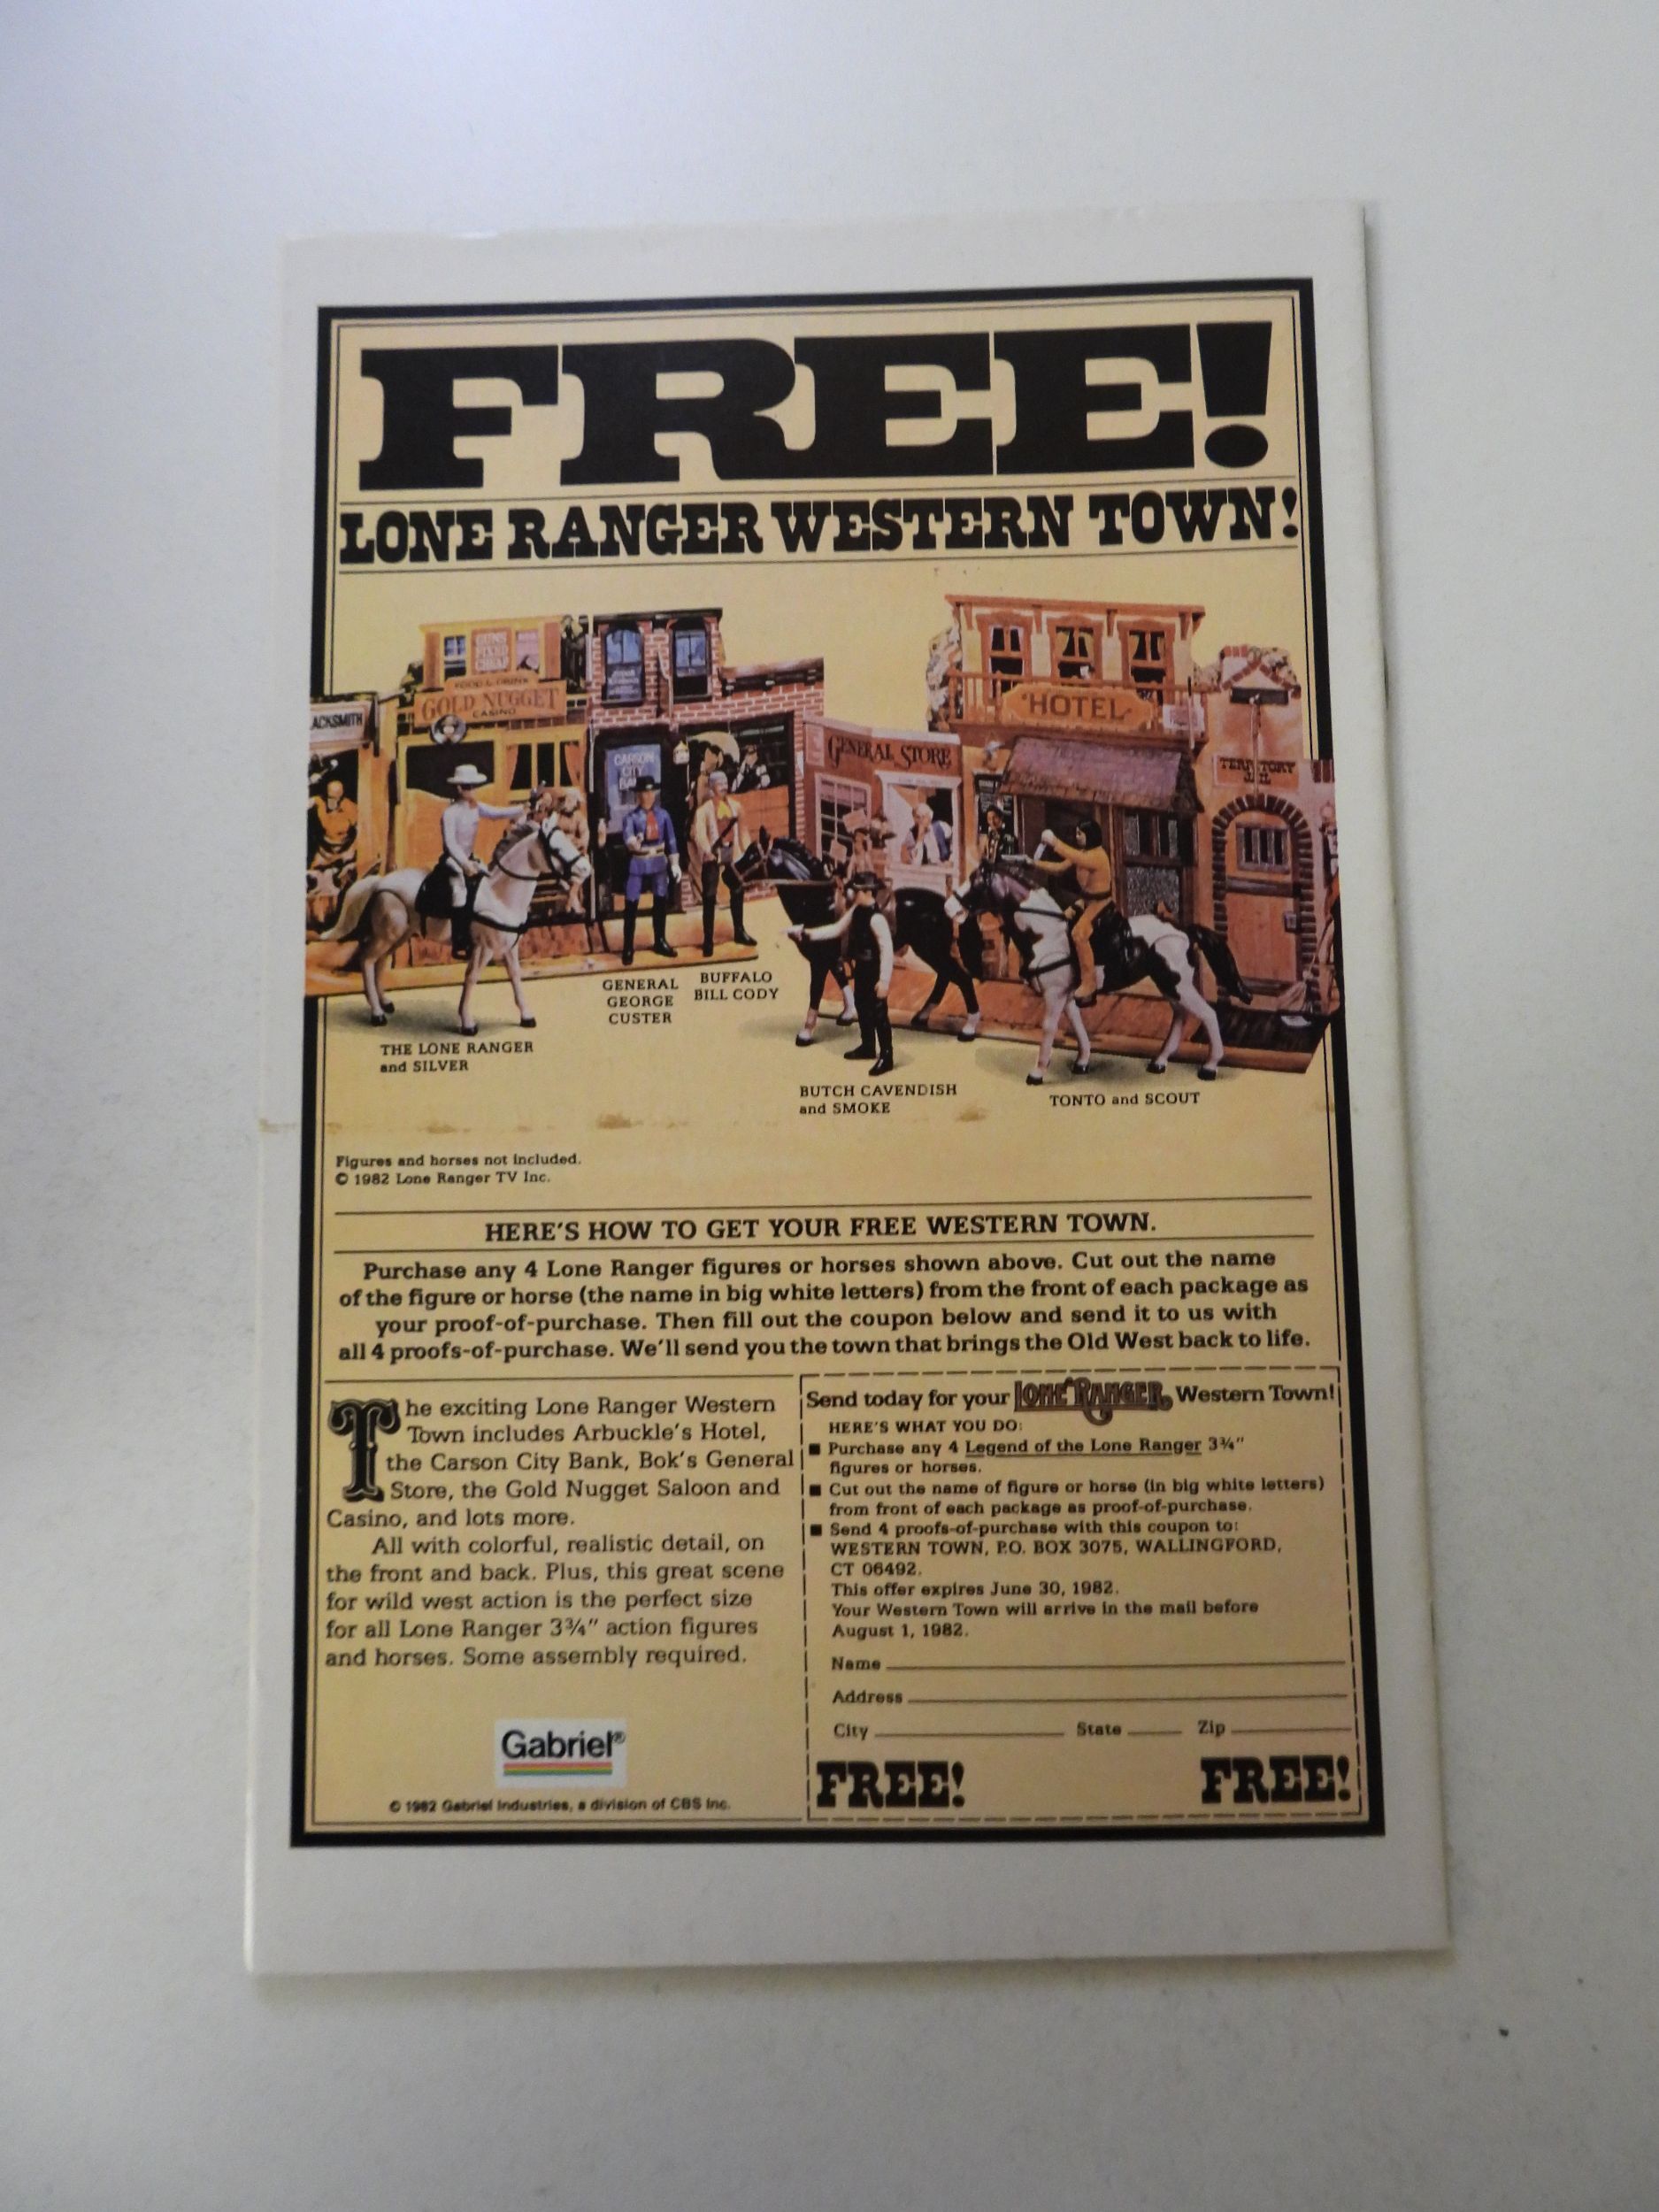 FREE!
LONE RANGER WESTERN TOWN!
GUNS
FIXED
CHEAP
FOOD & DRINK
GOLD NUGGET
CASINO
ACKSMITH
CARSON
CITY
GENERAL STORE
HOTEL
TERRITORY
JAIL
GENERAL
GEORGE
CUSTER
BUFFALO
BILL CODY
THE LONE RANGER
and SILVER
BUTCH CAVENDISH
and SMOKE
TONTO and SCOUT
Figures and horses not included.
© 1982 Lone Ranger TV Inc.
HERE'S HOW TO GET YOUR FREE WESTERN TOWN.
Purchase any 4 Lone Ranger figures or horses shown above. Cut out the name
of the figure or horse (the name in big white letters) from the front of each package as
your proof-of-purchase. Then fill out the coupon below and send it to us with
all 4 proofs-of-purchase. We'll send you the town that brings the Old West back to life.
The exciting Lone Ranger Western
Town includes Arbuckle's Hotel,
the Carson City Bank, Bok's General
Store, the Gold Nugget Saloon and
Casino, and lots more.
All with colorful, realistic detail, on
the front and back. Plus, this great scene
for wild west action is the perfect size
for all Lone Ranger 3¾" action figures
and horses. Some assembly required.
Gabriel®
© 1982 Gabriel Industries, a division of CBS Inc.
Send today for your LONE RANGER Western Town!
HERE'S WHAT YOU DO:
■ Purchase any 4 Legend of the Lone Ranger 3¾"
figures or horses.
■ Cut out the name of figure or horse (in big white letters)
from front of each package as proof-of-purchase.
■ Send 4 proofs-of-purchase with this coupon to:
WESTERN TOWN, P.O. BOX 3075, WALLINGFORD,
CT 06492.
This offer expires June 30, 1982.
Your Western Town will arrive in the mail before
August 1, 1982.
Name
Address
City State Zip
FREE! FREE!